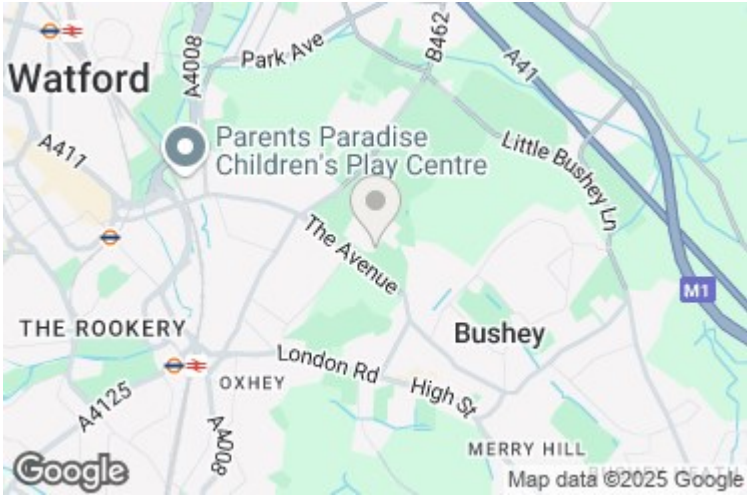 Park Ave
A4008
B462
A41
Watford
A411
Parents Paradise
Children's Play Centre
Little Bushey Ln
The Avenue
M1
THE ROOKERY
Bushey
London Rd
OXHEY
High St
A4125
A4008
MERRY HILL
Google
Map data ©2025 Google